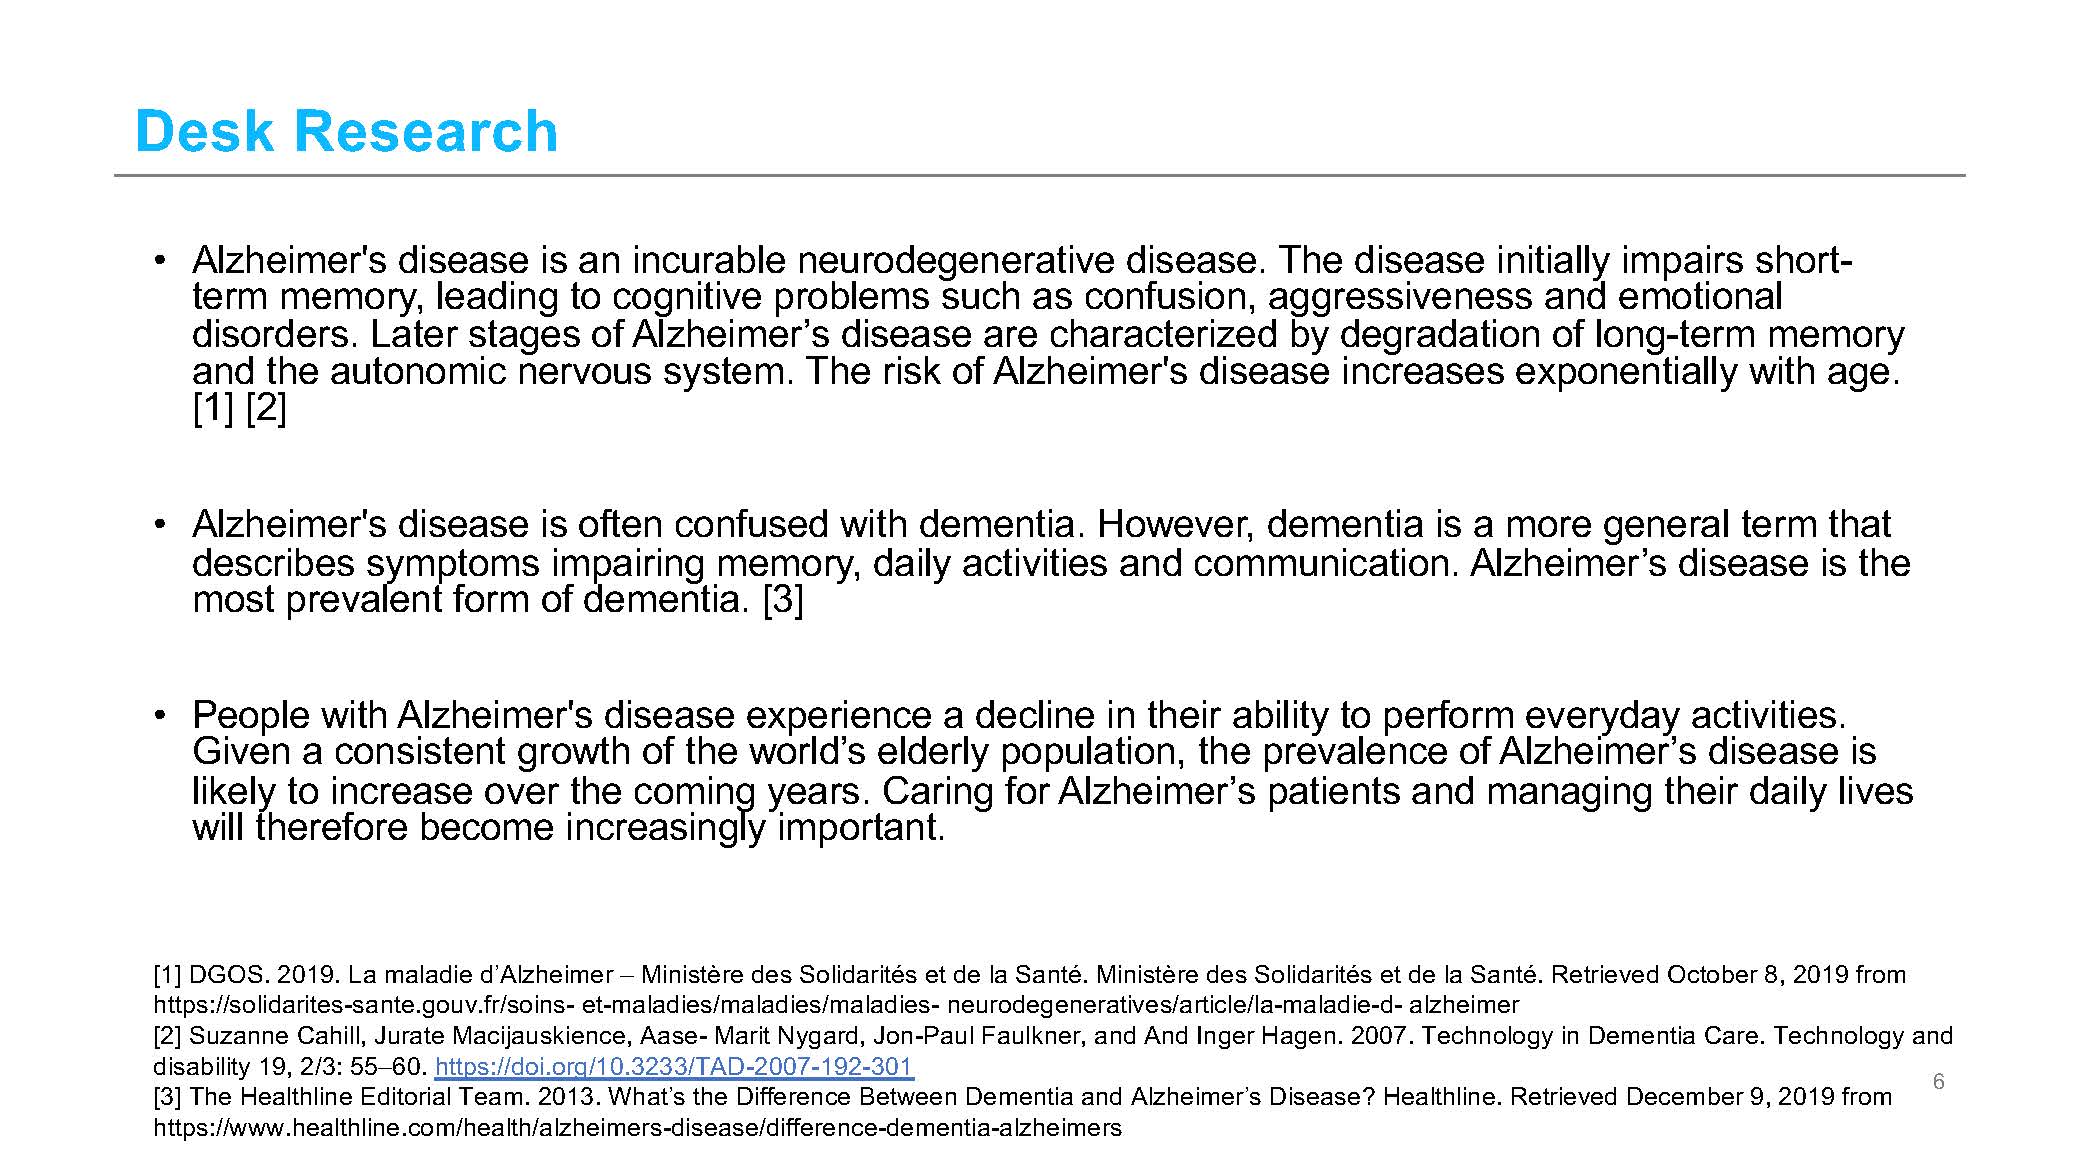 Desk Research
• Alzheimer's disease is an incurable neurodegenerative disease. The disease initially impairs short-
term memory, leading to cognitive problems such as confusion, aggressiveness and emotional
disorders. Later stages of Alzheimer’s disease are characterized by degradation of long-term memory
and the autonomic nervous system. The risk of Alzheimer's disease increases exponentially with age.
[1] [2]
• Alzheimer's disease is often confused with dementia. However, dementia is a more general term that
describes symptoms impairing memory, daily activities and communication. Alzheimer’s disease is the
most prevalent form of dementia. [3]
• People with Alzheimer's disease experience a decline in their ability to perform everyday activities.
Given a consistent growth of the world’s elderly population, the prevalence of Alzheimer’s disease is
likely to increase over the coming years. Caring for Alzheimer’s patients and managing their daily lives
will therefore become increasingly important.
[1] DGOS. 2019. La maladie d’Alzheimer – Ministère des Solidarités et de la Santé. Ministère des Solidarités et de la Santé. Retrieved October 8, 2019 from
https://solidarites-sante.gouv.fr/soins- et-maladies/maladies/maladies- neurodegeneratives/article/la-maladie-d- alzheimer
[2] Suzanne Cahill, Jurate Macijauskience, Aase- Marit Nygard, Jon-Paul Faulkner, and And Inger Hagen. 2007. Technology in Dementia Care. Technology and
disability 19, 2/3: 55–60. https://doi.org/10.3233/TAD-2007-192-301
6
[3] The Healthline Editorial Team. 2013. What’s the Difference Between Dementia and Alzheimer’s Disease? Healthline. Retrieved December 9, 2019 from
https://www.healthline.com/health/alzheimers-disease/difference-dementia-alzheimers